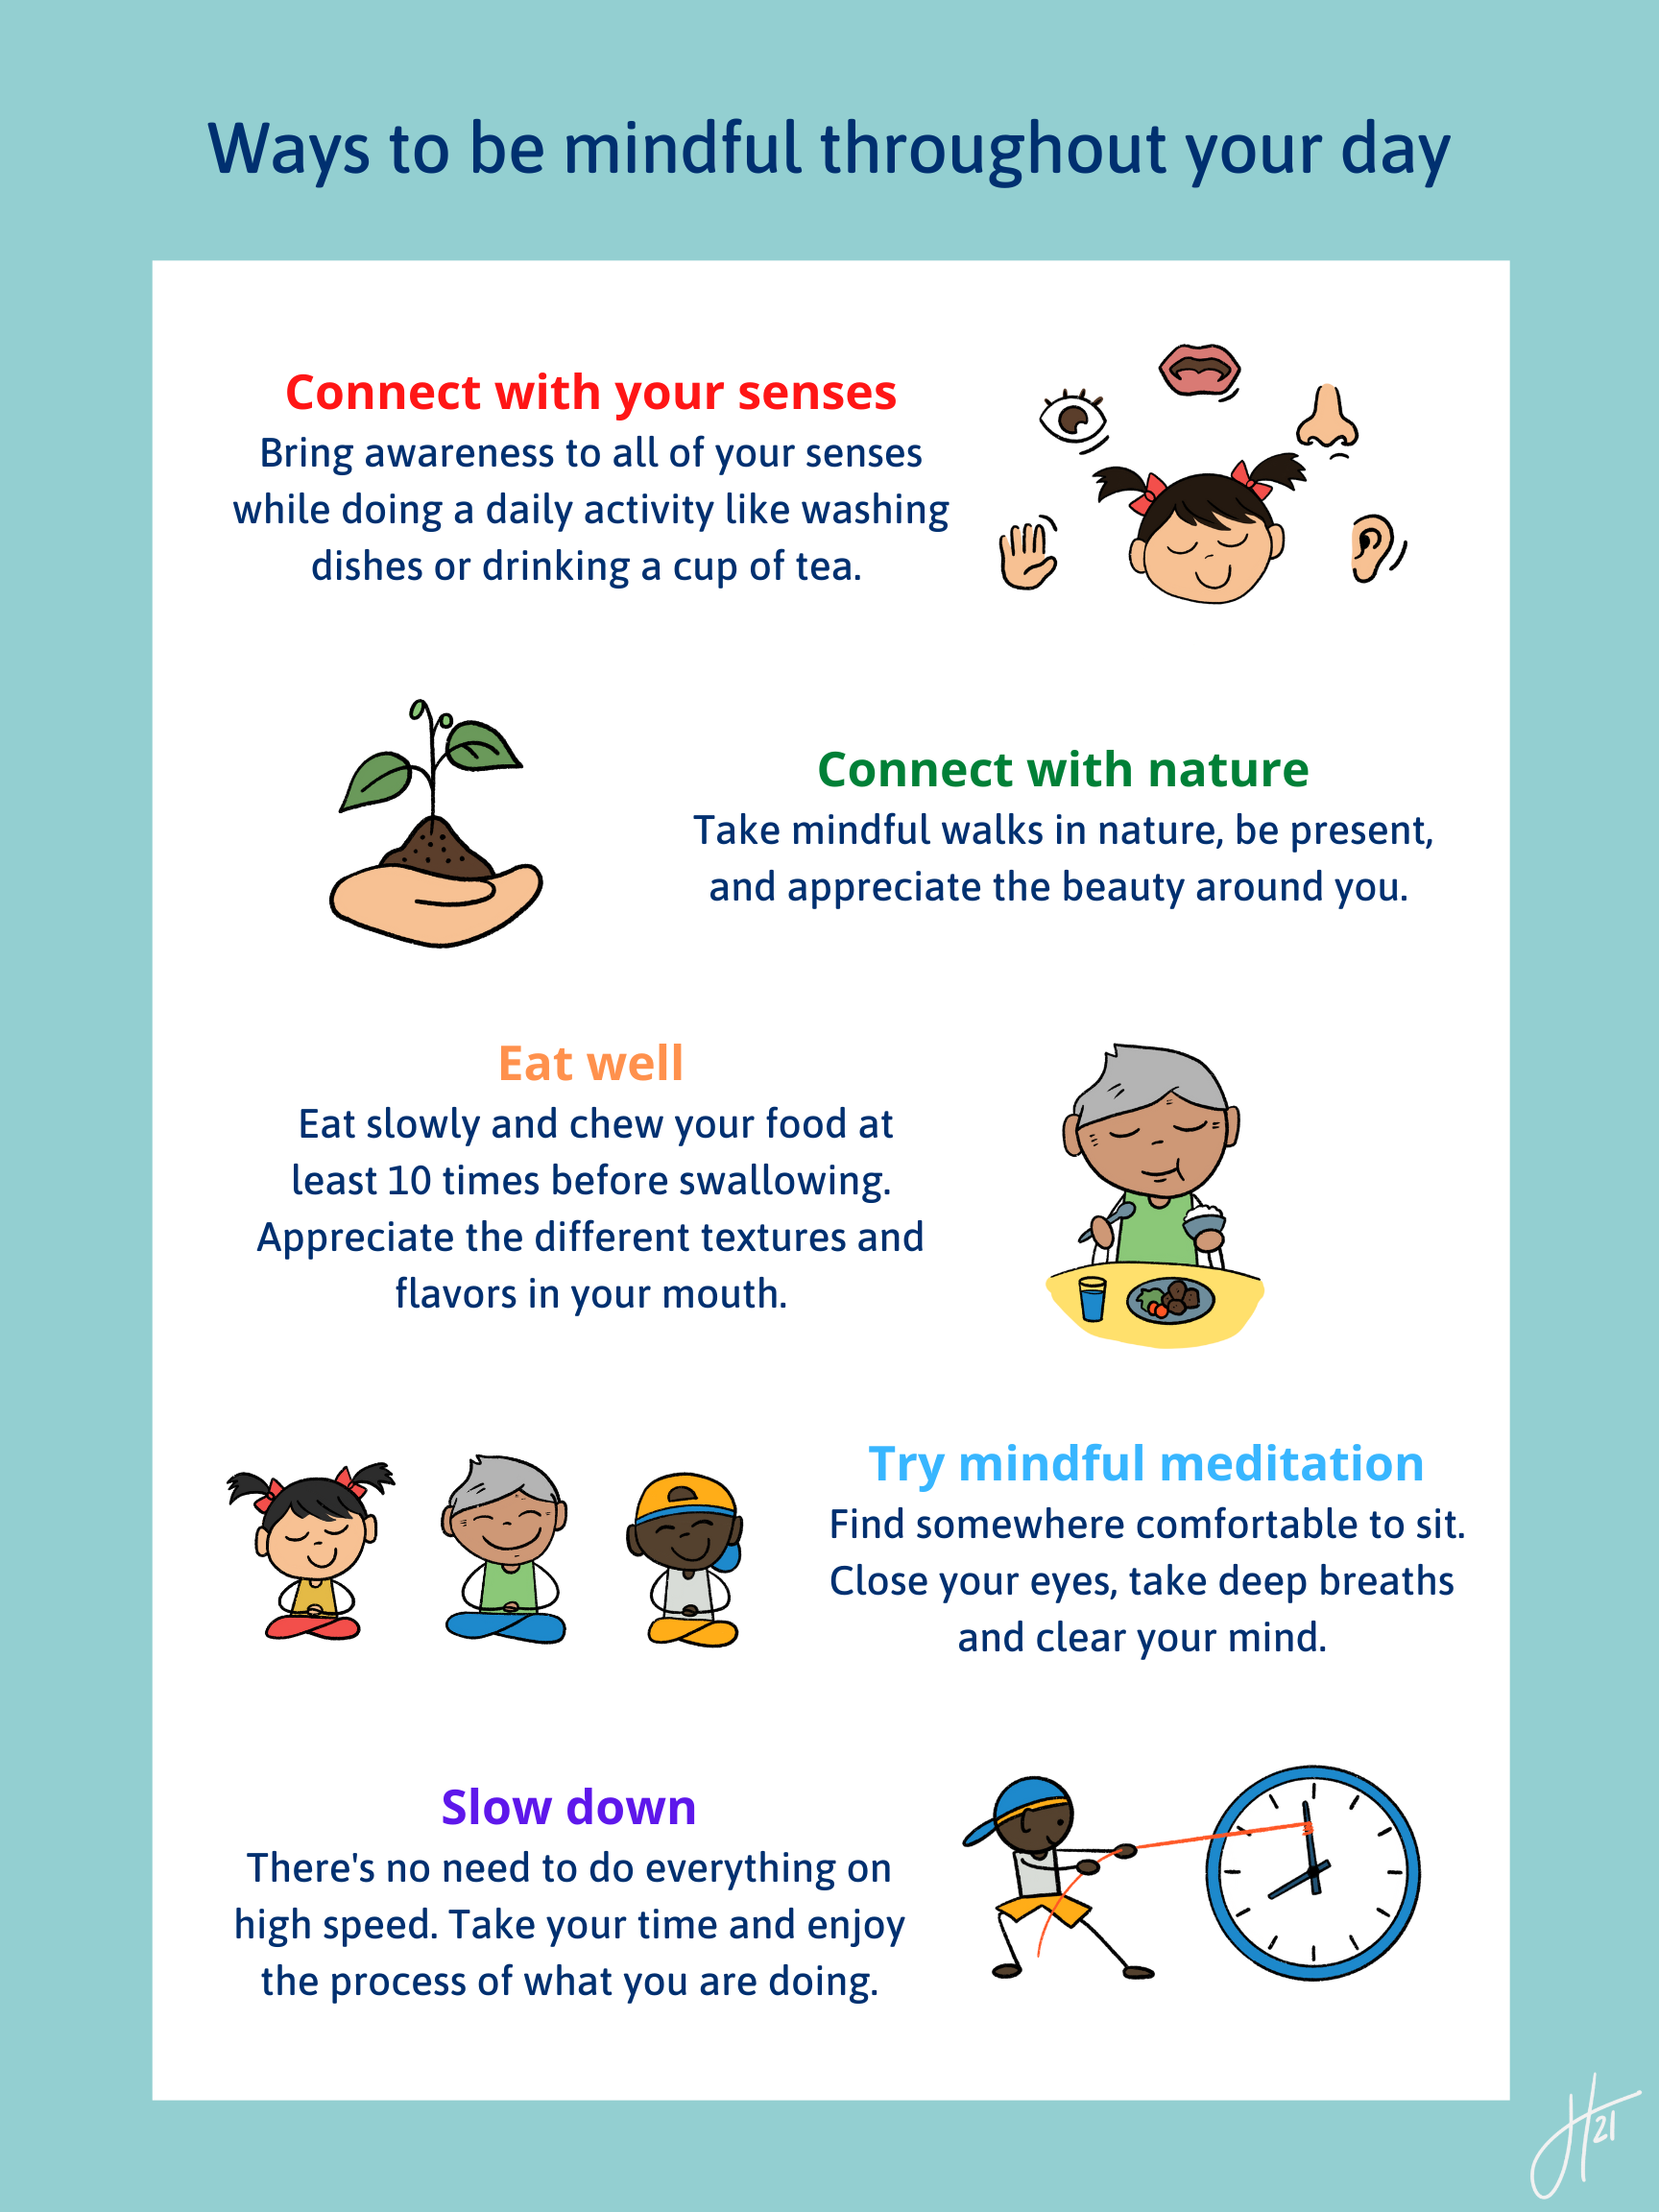 Ways to be mindful throughout your day
Connect with your senses
Bring awareness to all of your senses
while doing a daily activity like washing
dishes or drinking a cup of tea.
Connect with nature
Take mindful walks in nature, be present,
and appreciate the beauty around you.
Eat well
Eat slowly and chew your food at
least 10 times before swallowing.
Appreciate the different textures and
flavors in your mouth.
Try mindful meditation
Find somewhere comfortable to sit.
Close your eyes, take deep breaths
and clear your mind.
Slow down
There's no need to do everything on
high speed. Take your time and enjoy
the process of what you are doing.
21